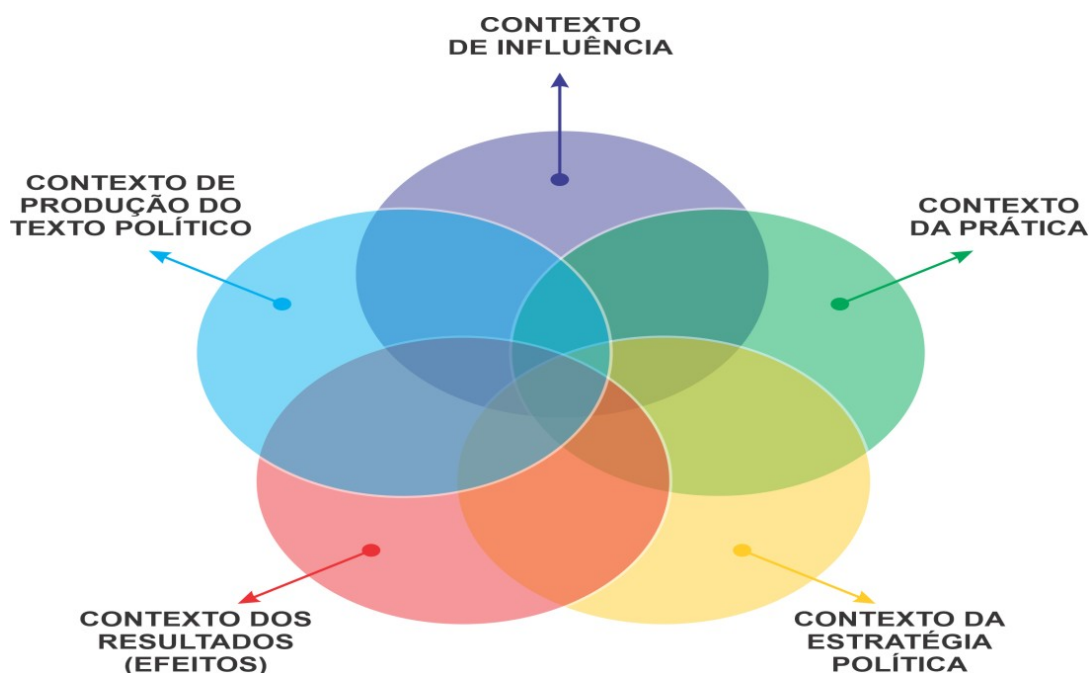 CONTEXTO
DE INFLUÊNCIA
CONTEXTO DE
PRODUÇÃO DO
TEXTO POLÍTICO
CONTEXTO
DA PRÁTICA
CONTEXTO DOS
RESULTADOS
(EFEITOS)
CONTEXTO DA
ESTRATÉGIA
POLÍTICA